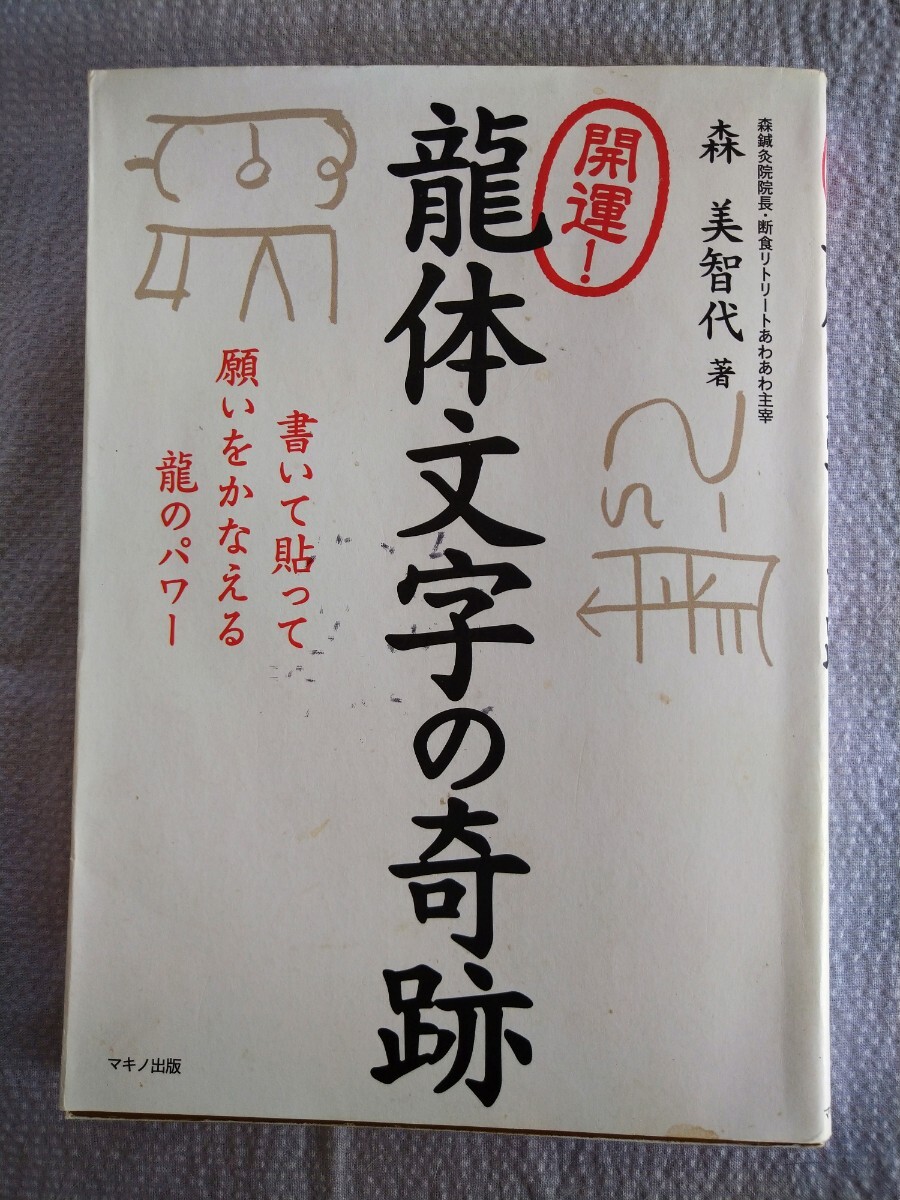 森鍼灸院院長・断食リトリートあわあわ主宰
森 美智代 著
開運!
龍体文字の奇跡
書いて貼って
願いをかなえる
龍のパワー
マキノ出版